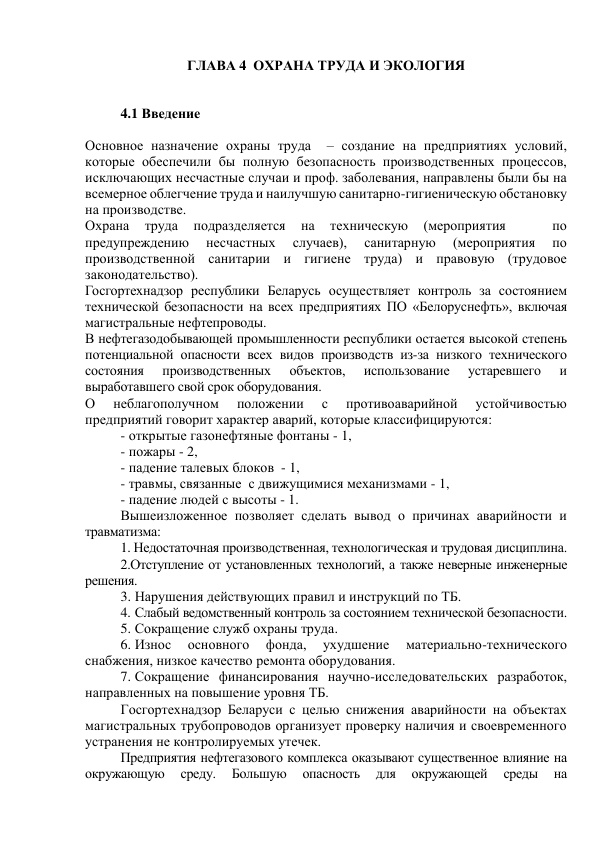 ГЛАВА 4  ОХРАНА ТРУДА И ЭКОЛОГИЯ
4.1 Введение
Основное назначение охраны труда  – создание на предприятиях условий,
которые обеспечили бы полную безопасность производственных процессов,
исключающих несчастные случаи и проф. заболевания, направлены были бы на
всемерное облегчение труда и наилучшую санитарно-гигиеническую обстановку
на производстве.
Охрана труда подразделяется на техническую (мероприятия по
предупреждению несчастных случаев), санитарную (мероприятия по
производственной санитарии и гигиене труда) и правовую (трудовое
законодательство).
Госгортехнадзор республики Беларусь осуществляет контроль за состоянием
технической безопасности на всех предприятиях ПО «Белоруснефть», включая
магистральные нефтепроводы.
В нефтегазодобывающей промышленности республики остается высокой степень
потенциальной опасности всех видов производств из-за низкого технического
состояния производственных объектов, использование устаревшего и
выработавшего свой срок оборудования.
О неблагополучном положении с противоаварийной устойчивостью
предприятий говорит характер аварий, которые классифицируются:
- открытые газонефтяные фонтаны - 1,
- пожары - 2,
- падение талевых блоков  - 1,
- травмы, связанные  с движущимися механизмами - 1,
- падение людей с высоты - 1.
Вышеизложенное позволяет сделать вывод о причинах аварийности и
травматизма:
1. Недостаточная производственная, технологическая и трудовая дисциплина.
2.Отступление от установленных технологий, а также неверные инженерные
решения.
3. Нарушения действующих правил и инструкций по ТБ.
4. Слабый ведомственный контроль за состоянием технической безопасности.
5. Сокращение служб охраны труда.
6. Износ основного фонда, ухудшение материально-технического
снабжения, низкое качество ремонта оборудования.
7. Сокращение финансирования научно-исследовательских разработок,
направленных на повышение уровня ТБ.
Госгортехнадзор Беларуси с целью снижения аварийности на объектах
магистральных трубопроводов организует проверку наличия и своевременного
устранения не контролируемых утечек.
Предприятия нефтегазового комплекса оказывают существенное влияние на
окружающую среду. Большую опасность для окружающей среды на